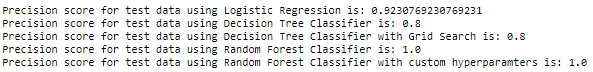 Precision score for test data using Logistic Regression is: 0.9230769230769231
Precision score for test data using Decision Tree Classifier is: 0.8
Precision score for test data using Decision Tree Classifier with Grid Search is: 0.8
Precision score for test data using Random Forest Classifier is: 1.0
Precision score for test data using Random Forest Classifier with custom hyperparamters is: 1.0